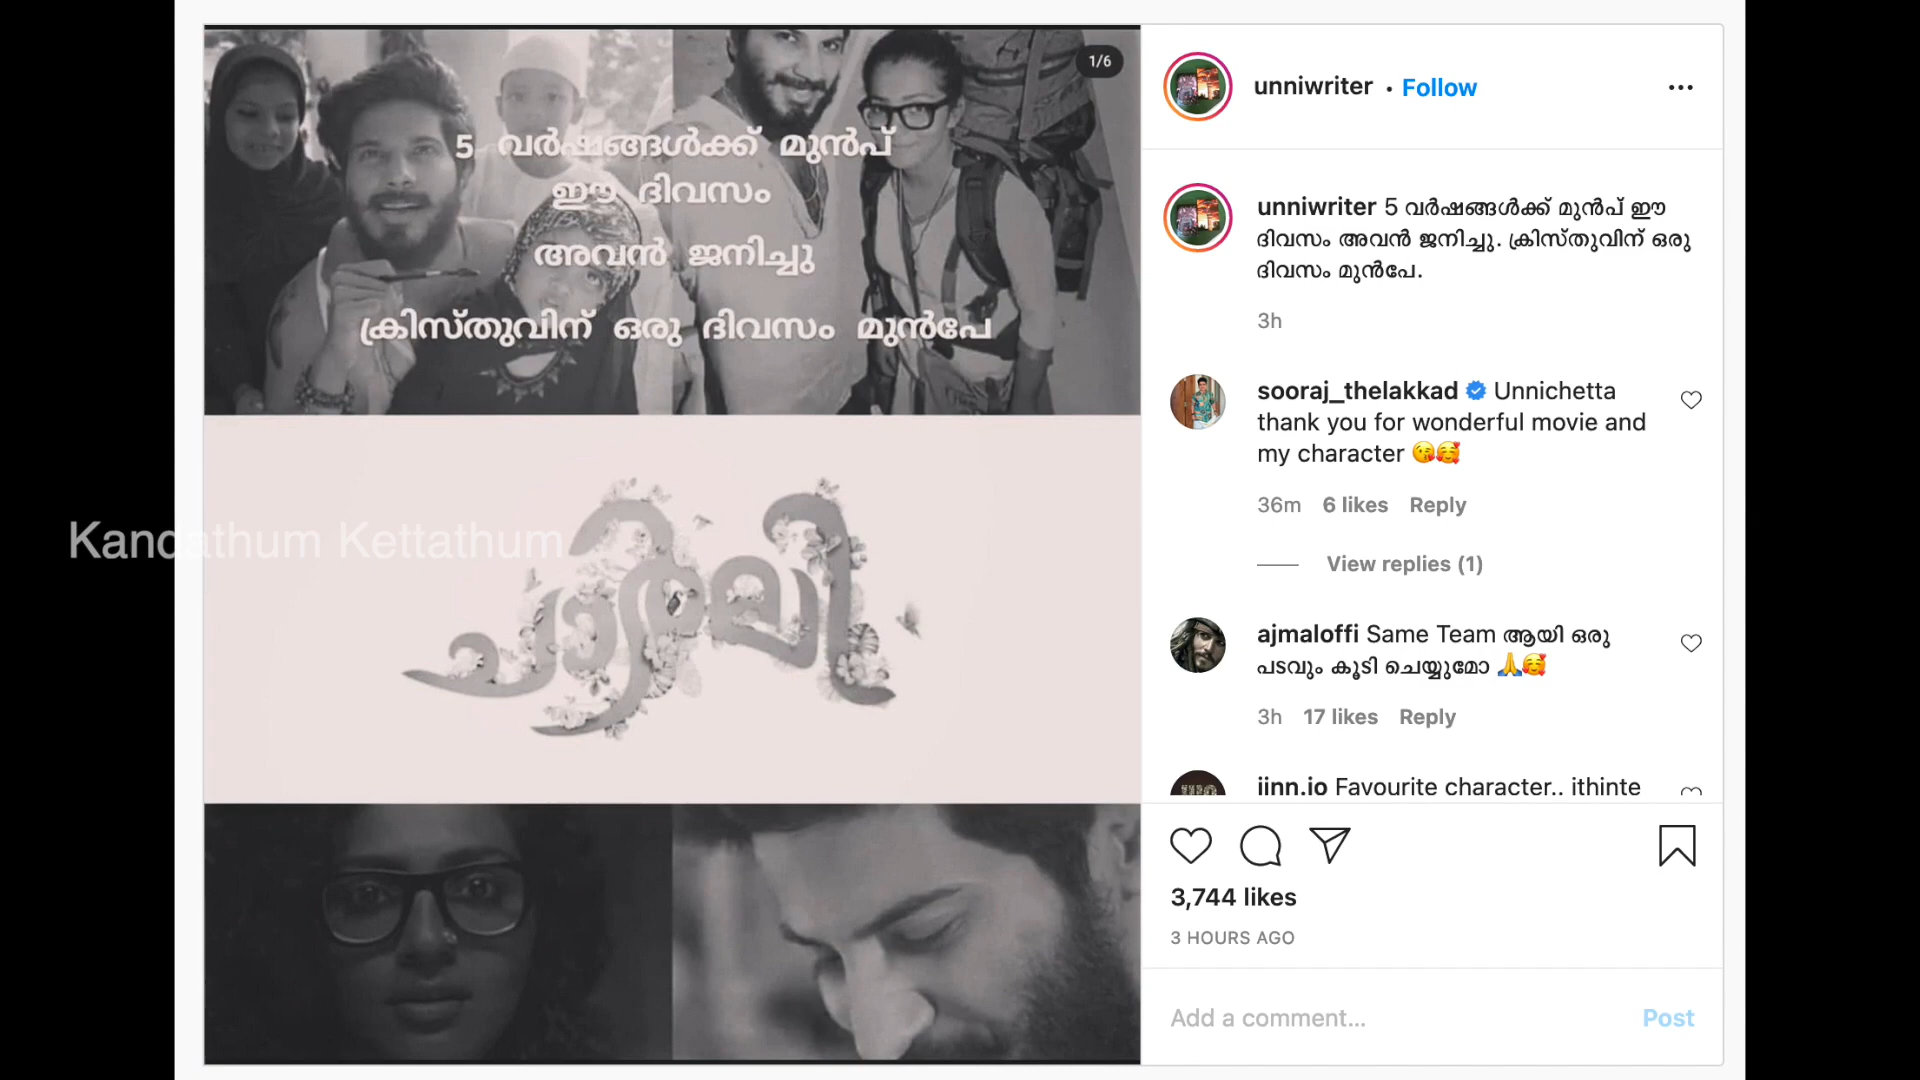 1/6
5 വർഷങ്ങൾക്ക് മുൻപ്
ഈ ദിവസം
അവൻ ജനിച്ചു
ക്രിസ്തുവിന് ഒരു ദിവസം മുൻപേ
ചാർലി
Kandathum Kettathum
unniwriter • Follow
unniwriter 5 വർഷങ്ങൾക്ക് മുൻപ് ഈ
ദിവസം അവൻ ജനിച്ചു. ക്രിസ്തുവിന് ഒരു
ദിവസം മുൻപേ.
3h
sooraj_thelakkad Unnichetta
thank you for wonderful movie and
my character 😘🥰
36m 6 likes Reply
View replies (1)
ajmaloffi Same Team ആയി ഒരു
പടവും കൂടി ചെയ്യുമോ 🙏🥰
3h 17 likes Reply
iinn.io Favourite character.. ithinte
3,744 likes
3 HOURS AGO
Add a comment... Post